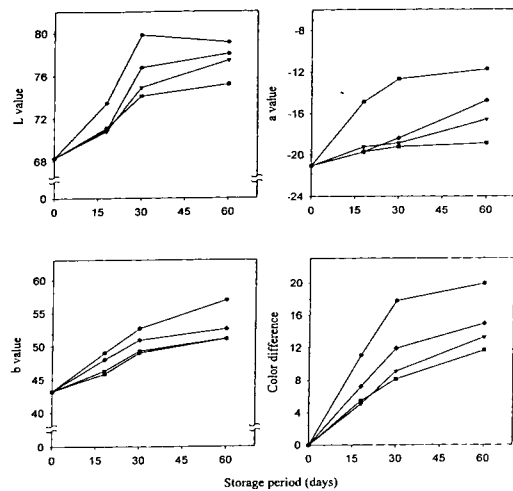 L value
80
76
72
68
0
0 15 30 45 60
a value
-8
-12
-16
-20
-24
0 15 30 45 60
b value
60
55
50
45
40
0
0 15 30 45 60
Color difference
20
16
12
8
4
0
0 15 30 45 60
Storage period (days)